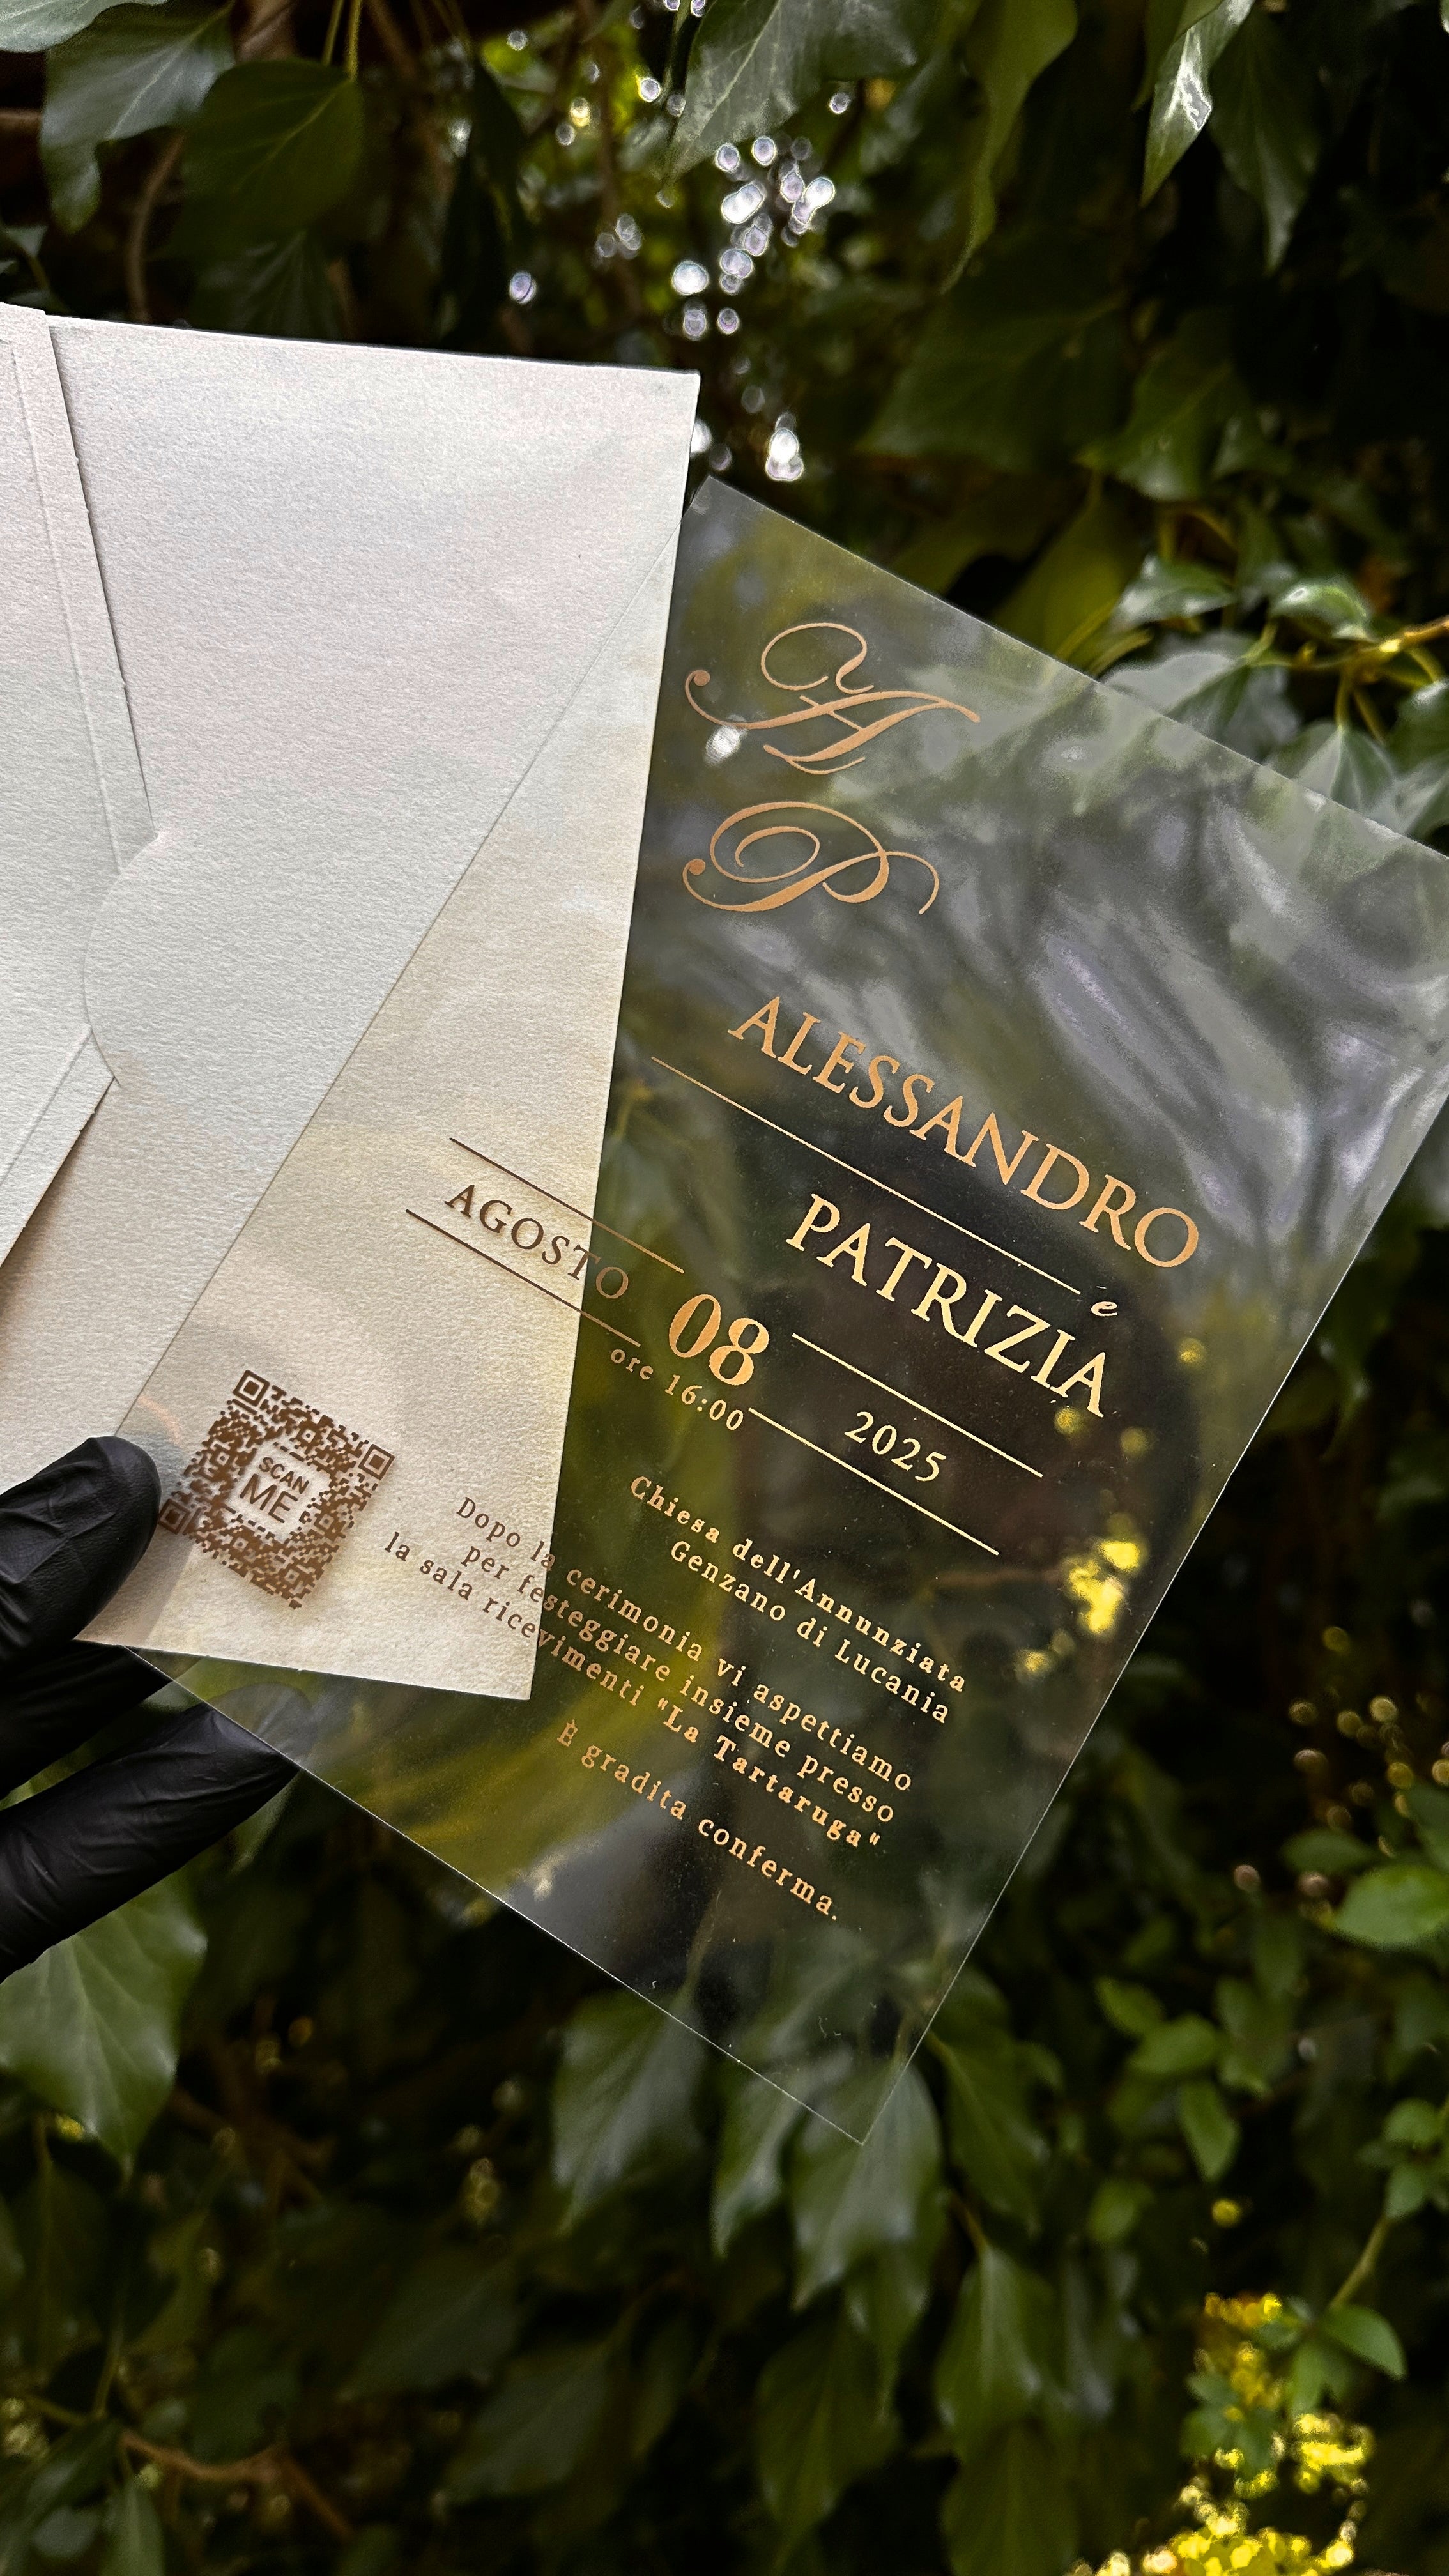 A
P
ALESSANDRO
e
PATRIZIA
AGOSTO
08
2025
ore 16:00
Chiesa dell'Annunziata
Genzano di Lucania
Dopo la cerimonia vi aspettiamo
per festeggiare insieme presso
la sala ricevimenti "La Tartaruga"
È gradita conferma.
SCAN
ME